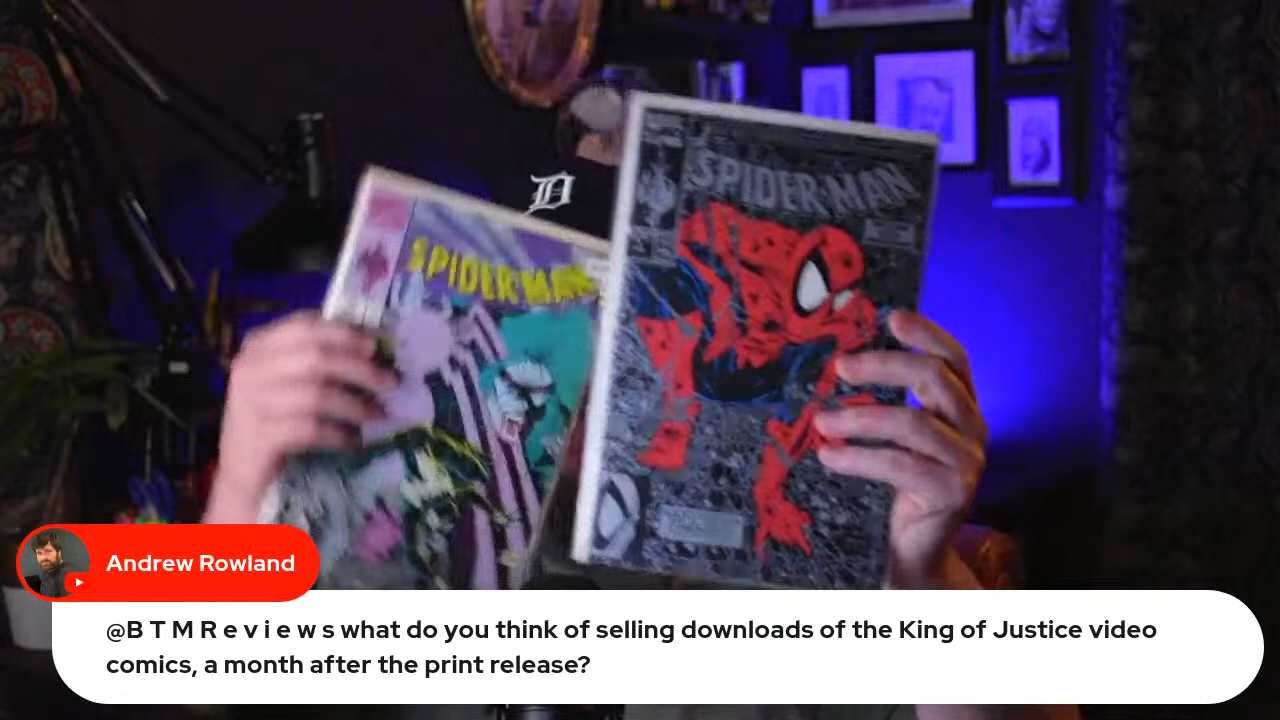 D
SPIDER-MAN
SPIDER-MAN
Andrew Rowland
@B T M R e v i e w s what do you think of selling downloads of the King of Justice video
comics, a month after the print release?